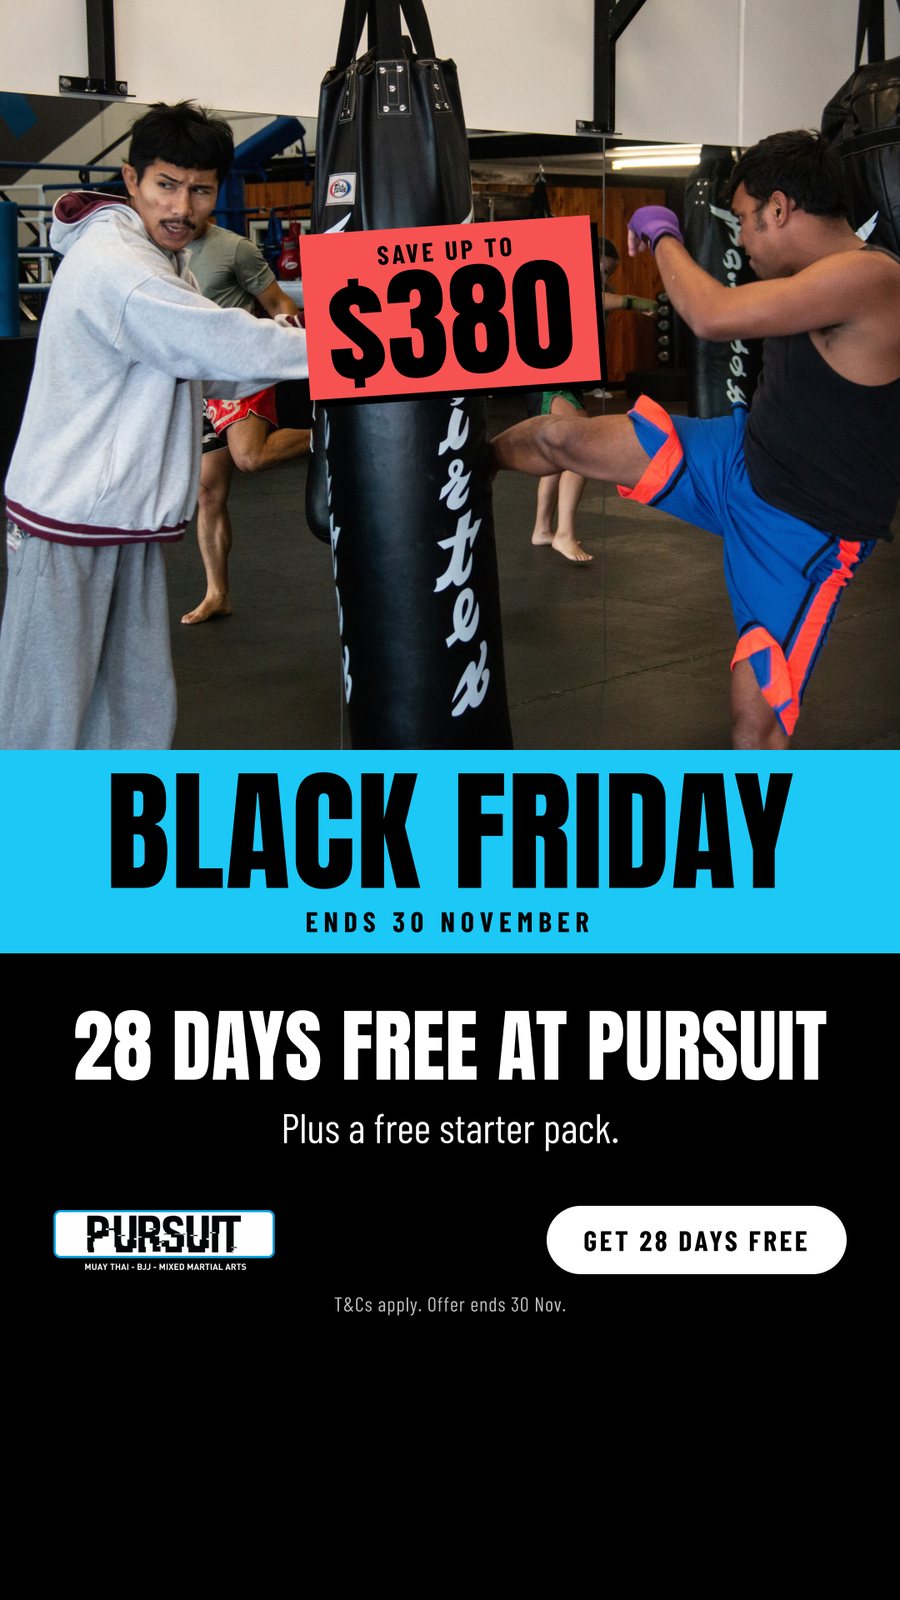 SAVE UP TO
$380
irtex
BLACK FRIDAY
ENDS 30 NOVEMBER
28 DAYS FREE AT PURSUIT
Plus a free starter pack.
PURSUIT
MUAY THAI - BJJ - MIXED MARTIAL ARTS
GET 28 DAYS FREE
T&Cs apply. Offer ends 30 Nov.